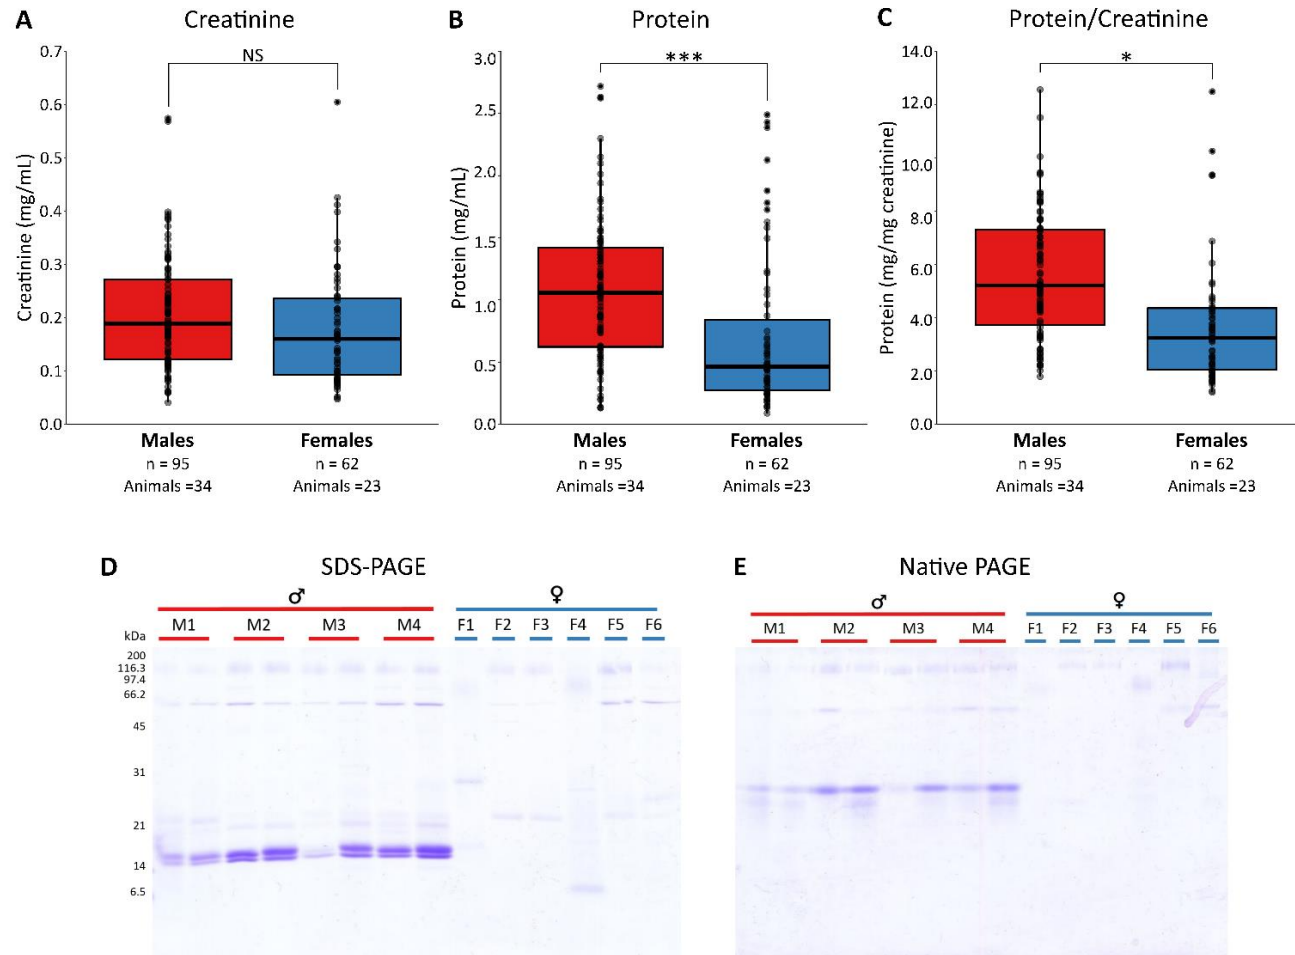 A Creatinine
0.7
0.6
0.5
0.4
0.3
0.2
0.1
0.0
Creatinine (mg/mL)
NS
Males
n = 95
Animals =34
Females
n = 62
Animals =23
B Protein
3.0
2.5
2.0
1.5
1.0
0.5
0.0
Protein (mg/mL)
***
Males
n = 95
Animals =34
Females
n = 62
Animals =23
C Protein/Creatinine
14.0
12.0
10.0
8.0
6.0
4.0
2.0
0.0
Protein (mg/mg creatinine)
*
Males
n = 95
Animals =34
Females
n = 62
Animals =23
D SDS-PAGE
♂ ♀
M1 M2 M3 M4 F1 F2 F3 F4 F5 F6
kDa
200
116.3
97.4
66.2
45
31
21
14
6.5
E Native PAGE
♂ ♀
M1 M2 M3 M4 F1 F2 F3 F4 F5 F6